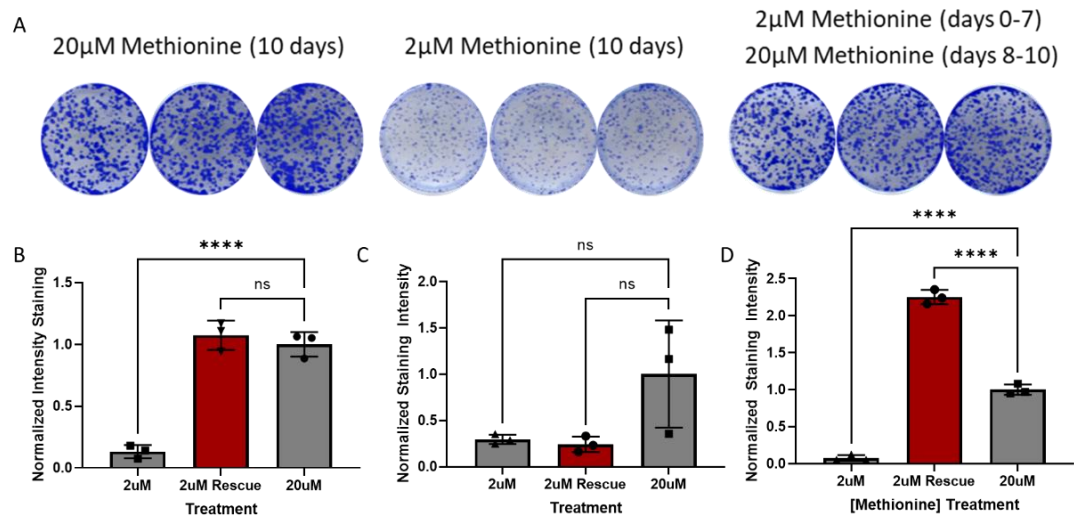 A
20µM Methionine (10 days)
2µM Methionine (10 days)
2µM Methionine (days 0-7)
20µM Methionine (days 8-10)
B
****
ns
Normalized Intensity Staining
1.5
1.0
0.5
0.0
2uM
2uM Rescue
20uM
Treatment
C
ns
ns
Normalized Staining Intensity
2.0
1.5
1.0
0.5
0.0
2uM
2uM Rescue
20uM
Treatment
D
****
****
Normalized Staining Intensity
2.5
2.0
1.5
1.0
0.5
0.0
2uM
2uM Rescue
20uM
[Methionine] Treatment